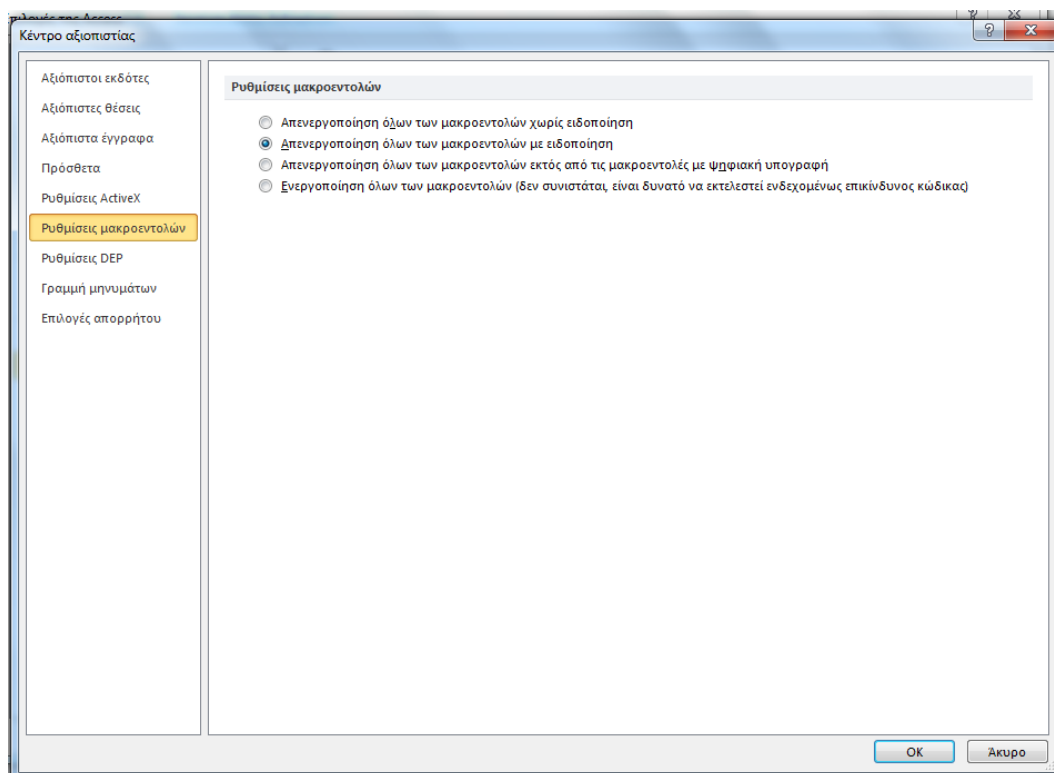 πιλογές της Access
Κέντρο αξιοπιστίας
Αξιόπιστοι εκδότες
Αξιόπιστες θέσεις
Αξιόπιστα έγγραφα
Πρόσθετα
Ρυθμίσεις ActiveX
Ρυθμίσεις μακροεντολών
Ρυθμίσεις DEP
Γραμμή μηνυμάτων
Επιλογές απορρήτου
Ρυθμίσεις μακροεντολών
Απενεργοποίηση όλων των μακροεντολών χωρίς ειδοποίηση
Απενεργοποίηση όλων των μακροεντολών με ειδοποίηση
Απενεργοποίηση όλων των μακροεντολών εκτός από τις μακροεντολές με ψηφιακή υπογραφή
Ενεργοποίηση όλων των μακροεντολών (δεν συνιστάται, είναι δυνατό να εκτελεστεί ενδεχομένως επικίνδυνος κώδικας)
OK
Άκυρο